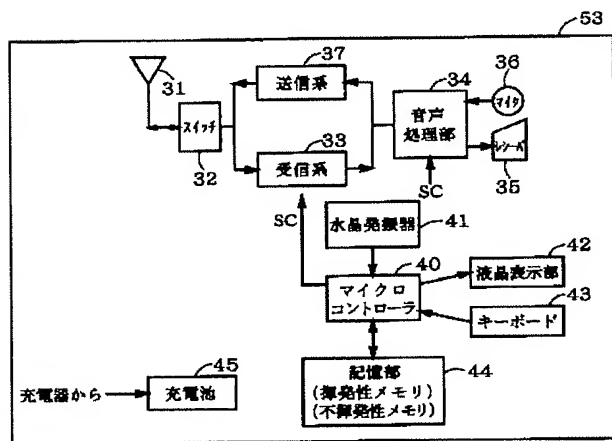 53
37
送信系
34
36
マイク
31
スイッチ
32
33
受信系
音声
処理部
レシーバ
35
SC
SC
水晶発振器
41
40
マイクロ
コントローラ
42
液晶表示部
43
キーボード
45
充電器から
充電池
記憶部
(揮発性メモリ)
(不揮発性メモリ)
44